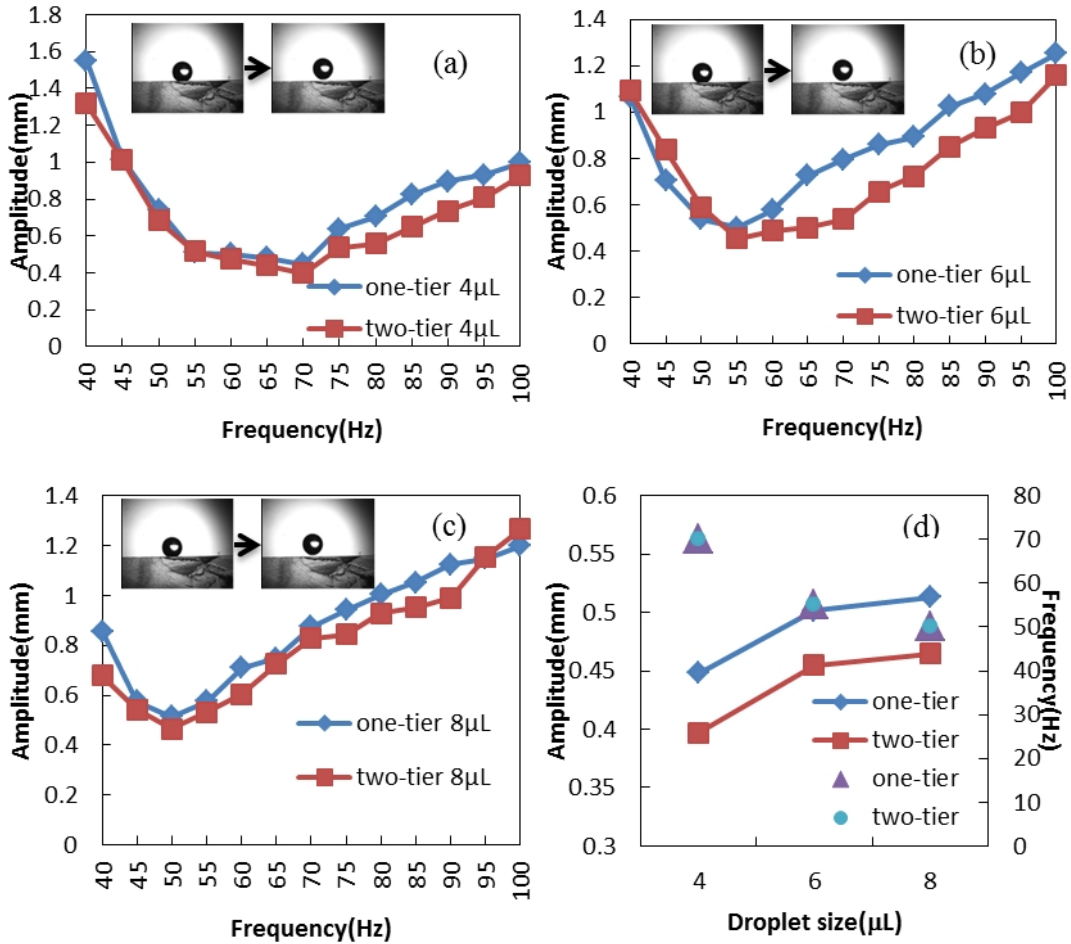 (a)
1.8
1.6
1.4
1.2
1
0.8
0.6
0.4
0.2
0
Amplitude(mm)
one-tier 4μL
two-tier 4μL
40 45 50 55 60 65 70 75 80 85 90 95 100
Frequency(Hz)
(b)
1.4
1.2
1
0.8
0.6
0.4
0.2
0
Amplitude(mm)
one-tier 6μL
two-tier 6μL
40 45 50 55 60 65 70 75 80 85 90 95 100
Frequency(Hz)
(c)
1.4
1.2
1
0.8
0.6
0.4
0.2
0
Amplitude(mm)
one-tier 8μL
two-tier 8μL
40 45 50 55 60 65 70 75 80 85 90 95 100
Frequency(Hz)
(d)
0.6
0.55
0.5
0.45
0.4
0.35
0.3
Amplitude(mm)
80
70
60
50
40
30
20
10
0
Frequency(Hz)
one-tier
two-tier
one-tier
two-tier
4 6 8
Droplet size(μL)